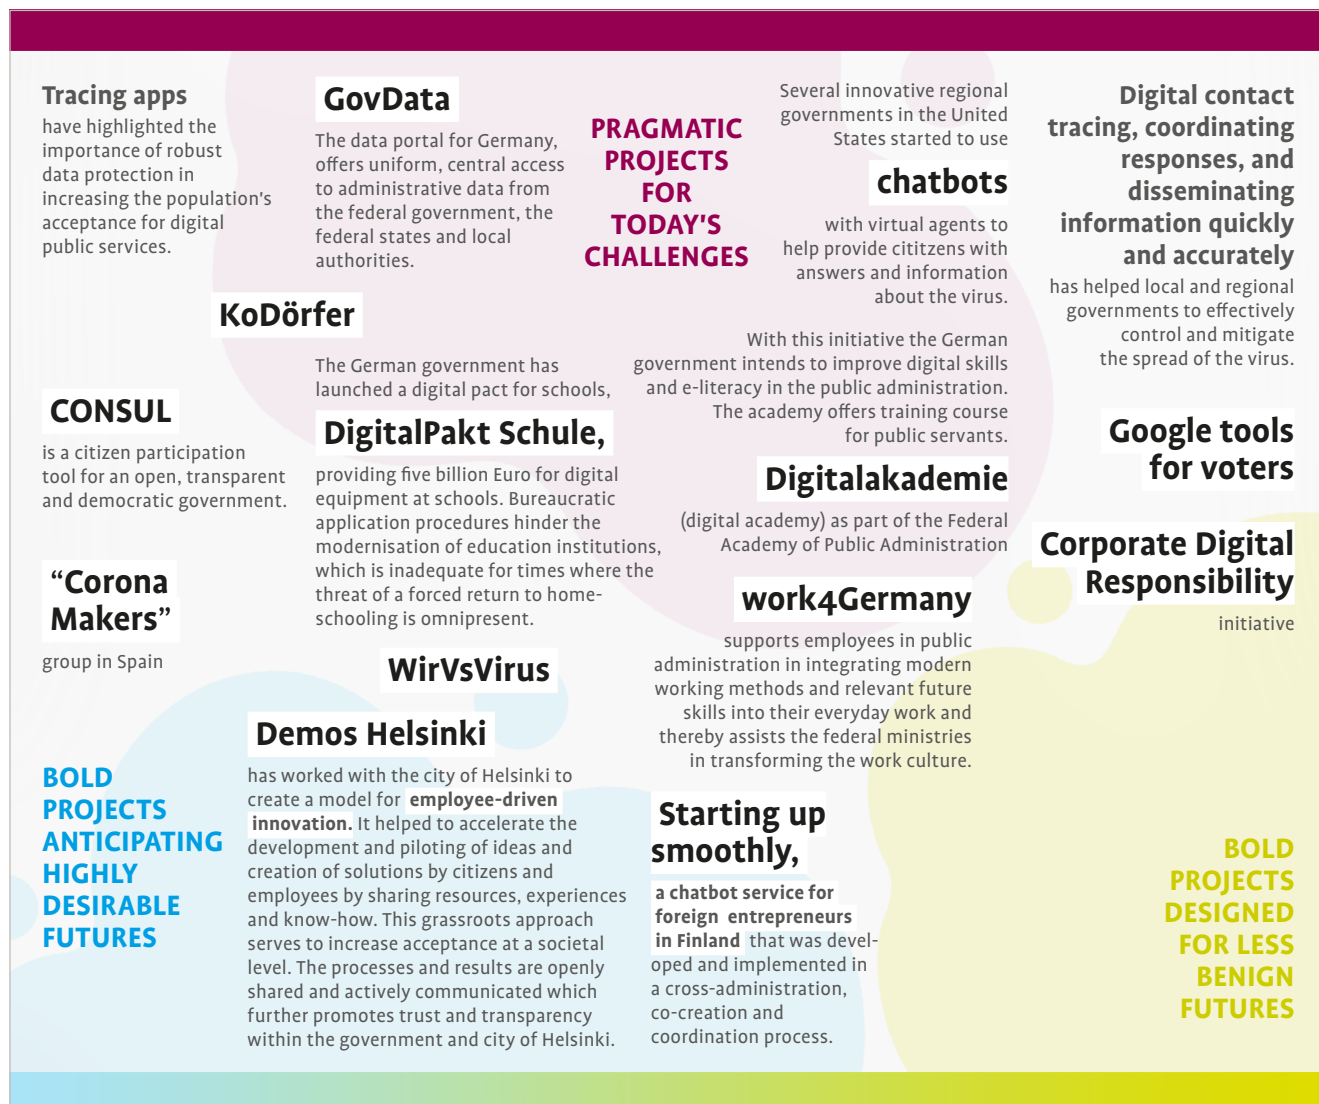 Tracing apps
have highlighted the
importance of robust
data protection in
increasing the population's
acceptance for digital
public services.
GovData
The data portal for Germany,
offers uniform, central access
to administrative data from
the federal government, the
federal states and local
authorities.
PRAGMATIC
PROJECTS
FOR
TODAY'S
CHALLENGES
Several innovative regional
governments in the United
States started to use
chatbots
with virtual agents to
help provide cititzens with
answers and information
about the virus.
Digital contact
tracing, coordinating
responses, and
disseminating
information quickly
and accurately
has helped local and regional
governments to effectively
control and mitigate
the spread of the virus.
KoDörfer
The German government has
launched a digital pact for schools,
DigitalPakt Schule,
providing five billion Euro for digital
equipment at schools. Bureaucratic
application procedures hinder the
modernisation of education institutions,
which is inadequate for times where the
threat of a forced return to home-
schooling is omnipresent.
With this initiative the German
government intends to improve digital skills
and e-literacy in the public administration.
The academy offers training course
for public servants.
Digitalakademie
(digital academy) as part of the Federal
Academy of Public Administration
CONSUL
is a citizen participation
tool for an open, transparent
and democratic government.
Google tools
for voters
Corporate Digital
Responsibility
initiative
“Corona
Makers”
group in Spain
work4Germany
supports employees in public
administration in integrating modern
working methods and relevant future
skills into their everyday work and
thereby assists the federal ministries
in transforming the work culture.
WirVsVirus
Demos Helsinki
has worked with the city of Helsinki to
create a model for employee-driven
innovation. It helped to accelerate the
development and piloting of ideas and
creation of solutions by citizens and
employees by sharing resources, experiences
and know-how. This grassroots approach
serves to increase acceptance at a societal
level. The processes and results are openly
shared and actively communicated which
further promotes trust and transparency
within the government and city of Helsinki.
BOLD
PROJECTS
ANTICIPATING
HIGHLY
DESIRABLE
FUTURES
Starting up
smoothly,
a chatbot service for
foreign entrepreneurs
in Finland that was devel-
oped and implemented in
a cross-administration,
co-creation and
coordination process.
BOLD
PROJECTS
DESIGNED
FOR LESS
BENIGN
FUTURES